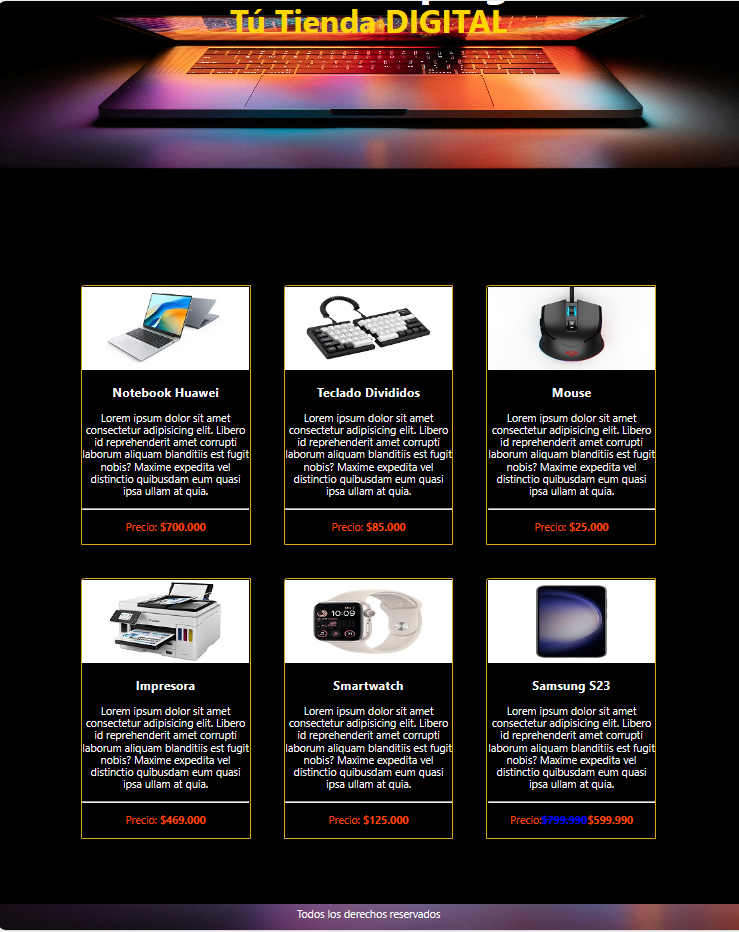 Tú Tienda DIGITAL
Notebook Huawei
Lorem ipsum dolor sit amet
consectetur adipisicing elit. Libero
id reprehenderit amet corrupti
laborum aliquam blanditiis est fugit
nobis? Maxime expedita vel
distinctio quibusdam eum quasi
ipsa ullam at quia.
Precio: $700.000
Teclado Divididos
Lorem ipsum dolor sit amet
consectetur adipisicing elit. Libero
id reprehenderit amet corrupti
laborum aliquam blanditiis est fugit
nobis? Maxime expedita vel
distinctio quibusdam eum quasi
ipsa ullam at quia.
Precio: $85.000
Mouse
Lorem ipsum dolor sit amet
consectetur adipisicing elit. Libero
id reprehenderit amet corrupti
laborum aliquam blanditiis est fugit
nobis? Maxime expedita vel
distinctio quibusdam eum quasi
ipsa ullam at quia.
Precio: $25.000
Impresora
Lorem ipsum dolor sit amet
consectetur adipisicing elit. Libero
id reprehenderit amet corrupti
laborum aliquam blanditiis est fugit
nobis? Maxime expedita vel
distinctio quibusdam eum quasi
ipsa ullam at quia.
Precio: $469.000
10:09
Smartwatch
Lorem ipsum dolor sit amet
consectetur adipisicing elit. Libero
id reprehenderit amet corrupti
laborum aliquam blanditiis est fugit
nobis? Maxime expedita vel
distinctio quibusdam eum quasi
ipsa ullam at quia.
Precio: $125.000
Samsung S23
Lorem ipsum dolor sit amet
consectetur adipisicing elit. Libero
id reprehenderit amet corrupti
laborum aliquam blanditiis est fugit
nobis? Maxime expedita vel
distinctio quibusdam eum quasi
ipsa ullam at quia.
Precio:$799.990$599.990
Todos los derechos reservados